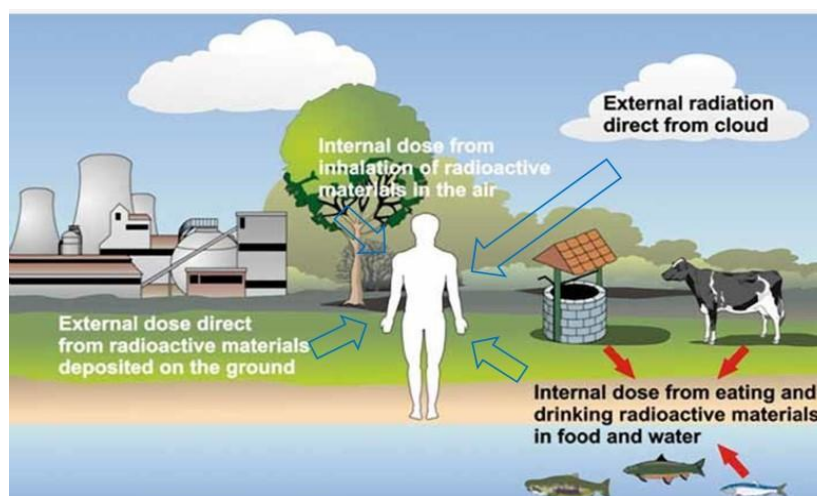 External radiation
direct from cloud
Internal dose from
inhalation of radioactive
materials in the air
External dose direct
from radioactive materials
deposited on the ground
Internal dose from eating and
drinking radioactive materials
in food and water